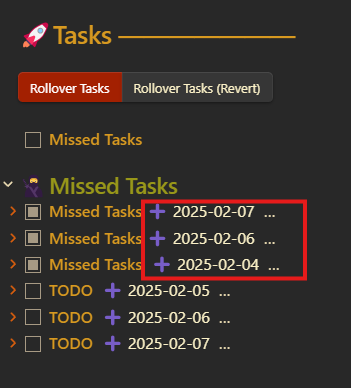 Tasks
Rollover Tasks Rollover Tasks (Revert)
Missed Tasks
Missed Tasks
Missed Tasks 2025-02-07 ...
Missed Tasks 2025-02-06 ...
Missed Tasks 2025-02-04 ...
TODO 2025-02-05 ...
TODO 2025-02-06 ...
TODO 2025-02-07 ...